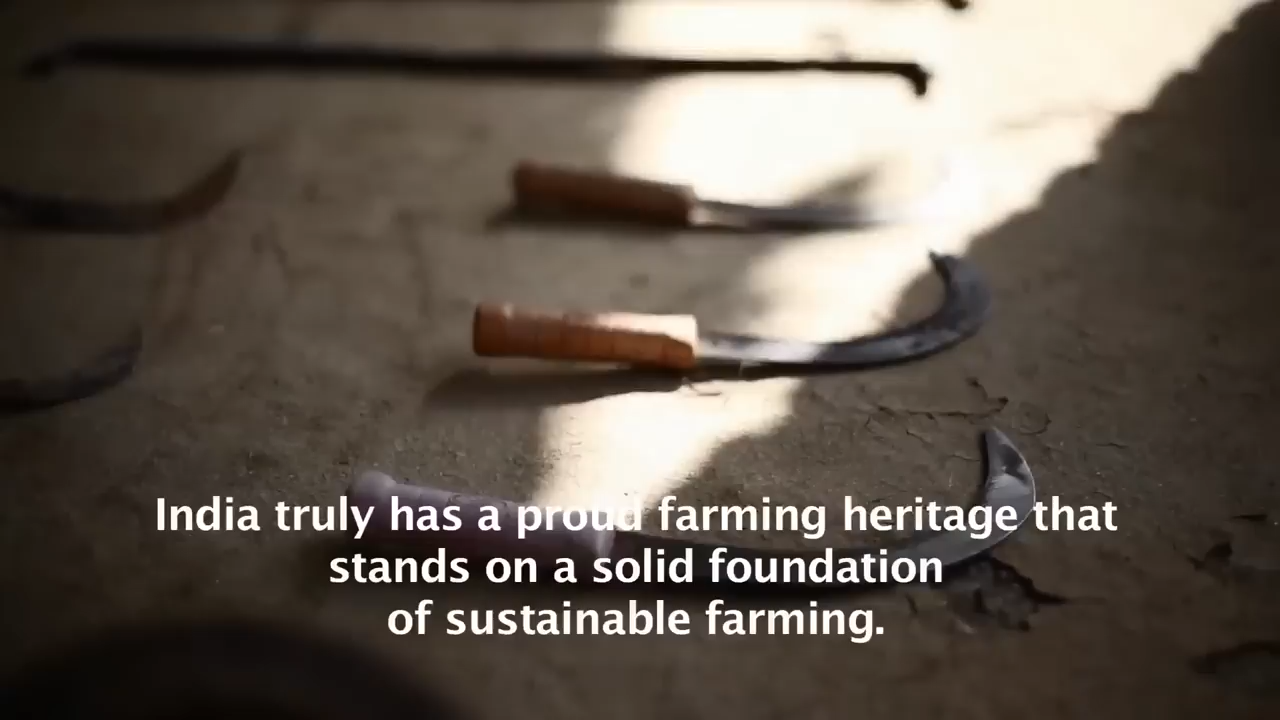 India truly has a proud farming heritage that
stands on a solid foundation
of sustainable farming.